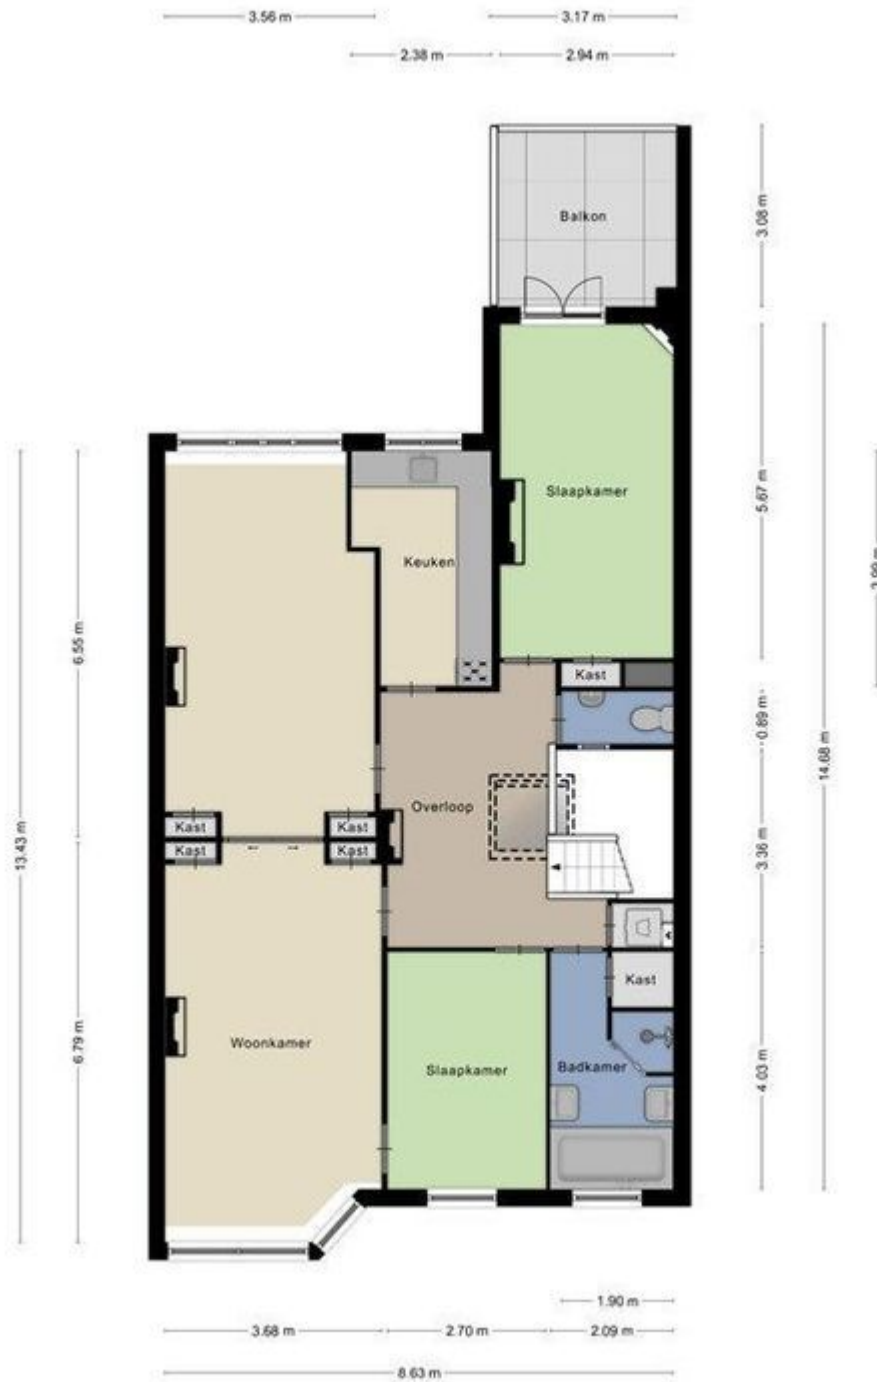 3.56 m
3.17 m
2.38 m
2.94 m
Balkon
3.08 m
Slaapkamer
5.67 m
Keuken
3.99 m
6.55 m
Kast
0.89 m
14.68 m
Overloop
Kast
Kast
Kast
Kast
3.36 m
13.43 m
Kast
Woonkamer
6.79 m
Slaapkamer
Badkamer
4.03 m
1.90 m
3.68 m
2.70 m
2.09 m
8.63 m